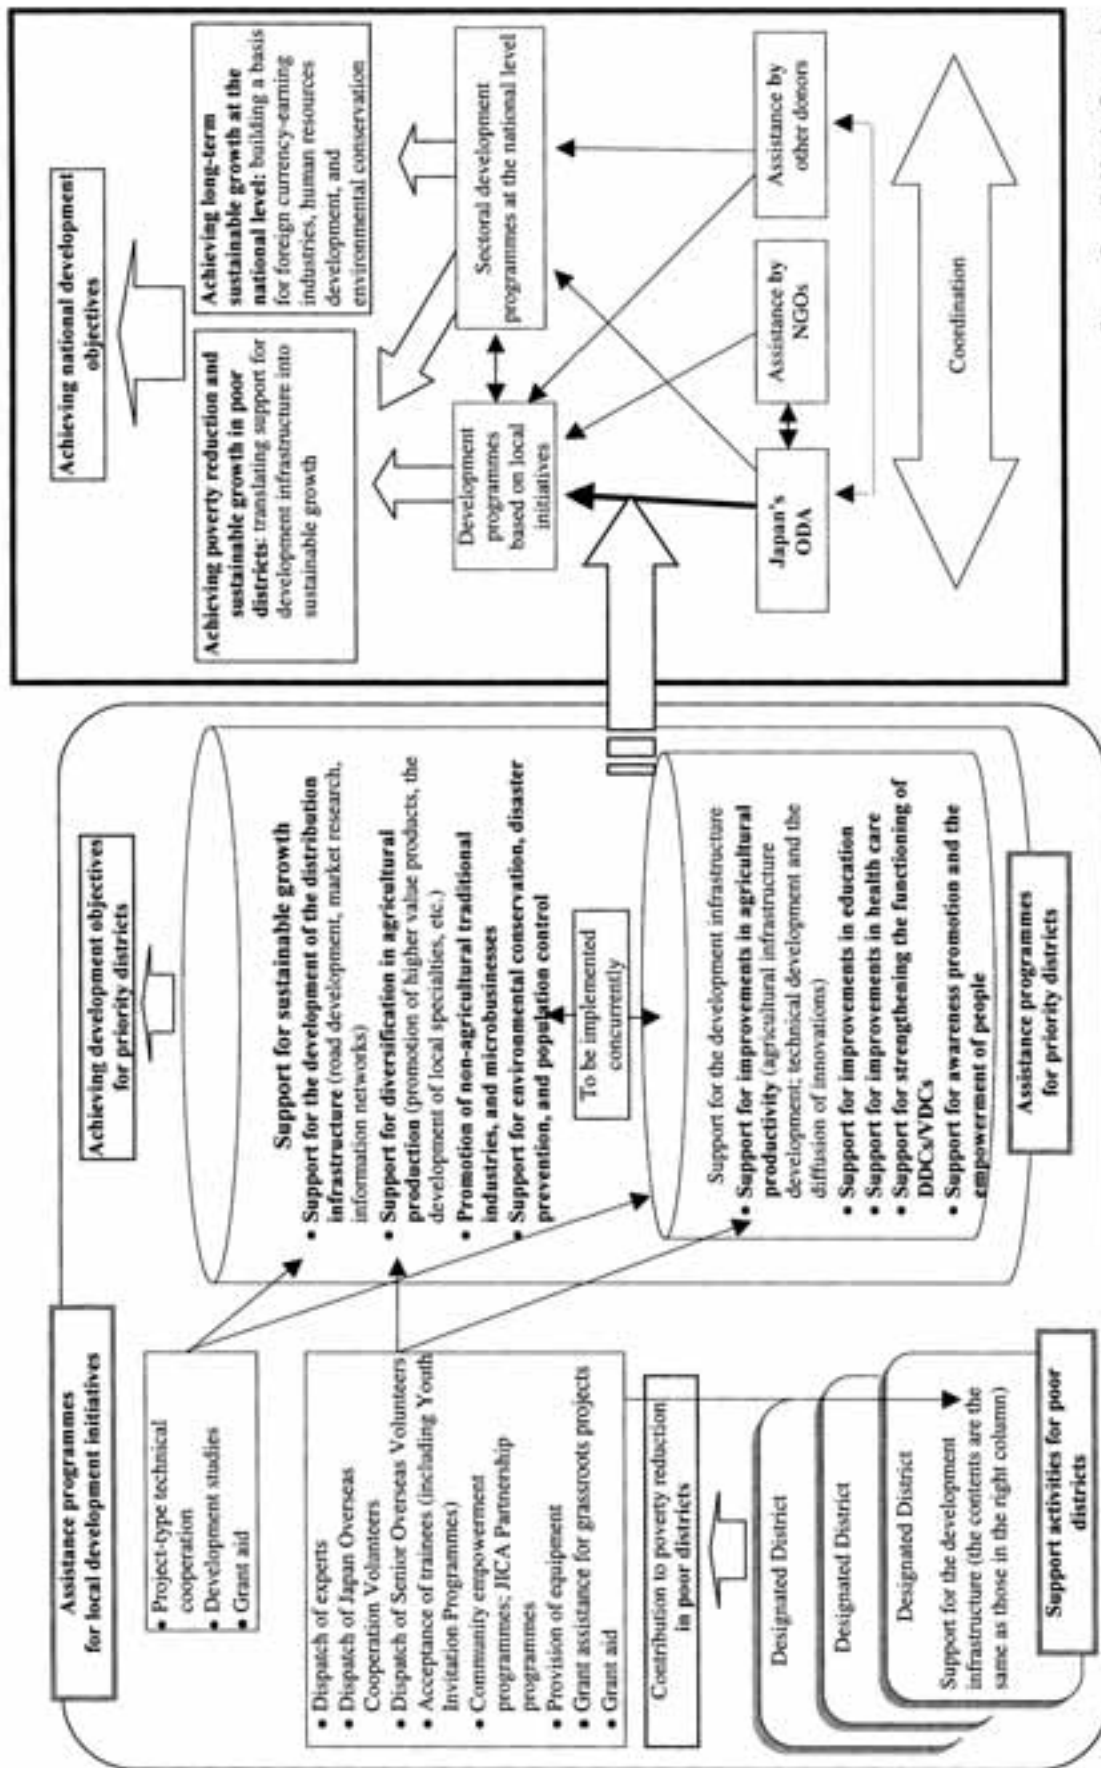 Assistance programmes
for local development initiatives
• Project-type technical
cooperation
• Development studies
• Grant aid
• Dispatch of experts
• Dispatch of Japan Overseas
Cooperation Volunteers
• Dispatch of Senior Overseas Volunteers
• Acceptance of trainees (including Youth
Invitation Programmes)
• Community empowerment
programmes; JICA Partnership
programmes
• Provision of equipment
• Grant assistance for grassroots projects
• Grant aid
Contribution to poverty reduction
in poor districts
Designated District
Designated District
Designated District
Support for the development
infrastructure (the contents are the
same as those in the right column)
Support activities for poor
districts
Achieving development objectives
for priority districts
Support for sustainable growth
• Support for the development of the distribution
infrastructure (road development, market research,
information networks)
• Support for diversification in agricultural
production (promotion of higher value products, the
development of local specialties, etc.)
• Promotion of non-agricultural traditional
industries, and microbusinesses
• Support for environmental conservation, disaster
prevention, and population control
To be implemented
concurrently
Support for the development infrastructure
• Support for improvements in agricultural
productivity (agricultural infrastructure
development; technical development and the
diffusion of innovations)
• Support for improvements in education
• Support for improvements in health care
• Support for strengthening the functioning of
DDCs/VDCs
• Support for awareness promotion and the
empowerment of people
Assistance programmes
for priority districts
Achieving national development
objectives
Achieving poverty reduction and
sustainable growth in poor
districts: translating support for
development infrastructure into
sustainable growth
Achieving long-term
sustainable growth at the
national level: building a basis
for foreign currency-earning
industries, human resources
development, and
environmental conservation
Development
programmes
based on local
initiatives
Sectoral development
programmes at the national level
Japan's
ODA
Assistance by
NGOs
Assistance by
other donors
Coordination